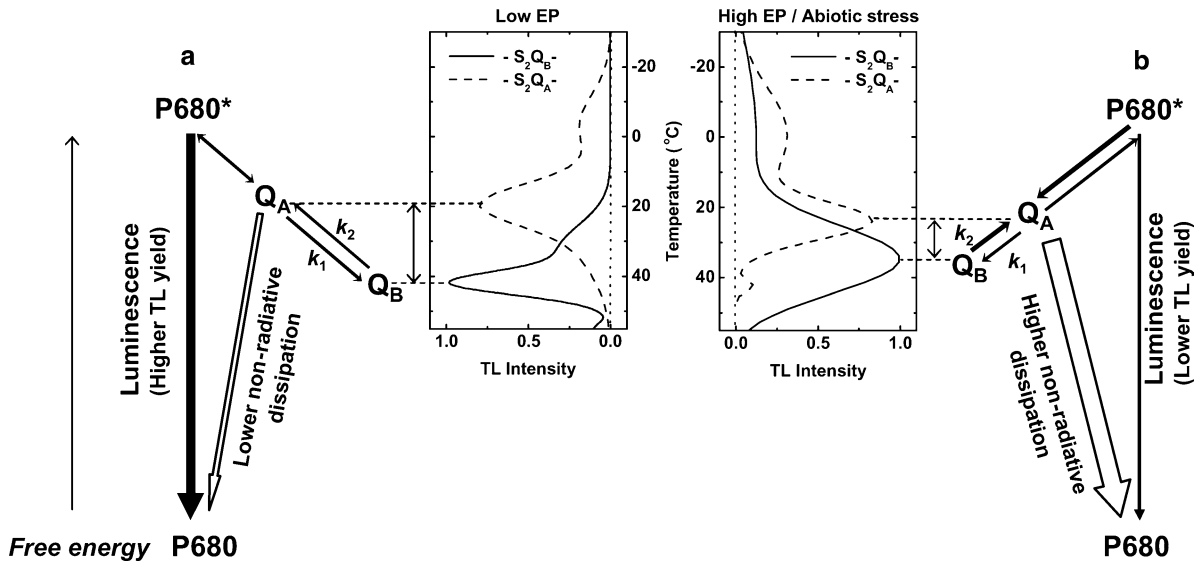 Low EP
High EP / Abiotic stress
a
b
P680*
P680*
- S2QB-
- S2QA-
- S2QB-
- S2QA-
-20
0
20
40
Temperature (°C)
-20
0
20
40
1.0
0.5
0.0
TL Intensity
0.0
0.5
1.0
TL Intensity
QA
k2
k1
QB
QA
k2
k1
QB
Luminescence
(Higher TL yield)
Lower non-radiative
dissipation
Higher non-radiative
dissipation
Luminescence
(Lower TL yield)
Free energy
P680
P680